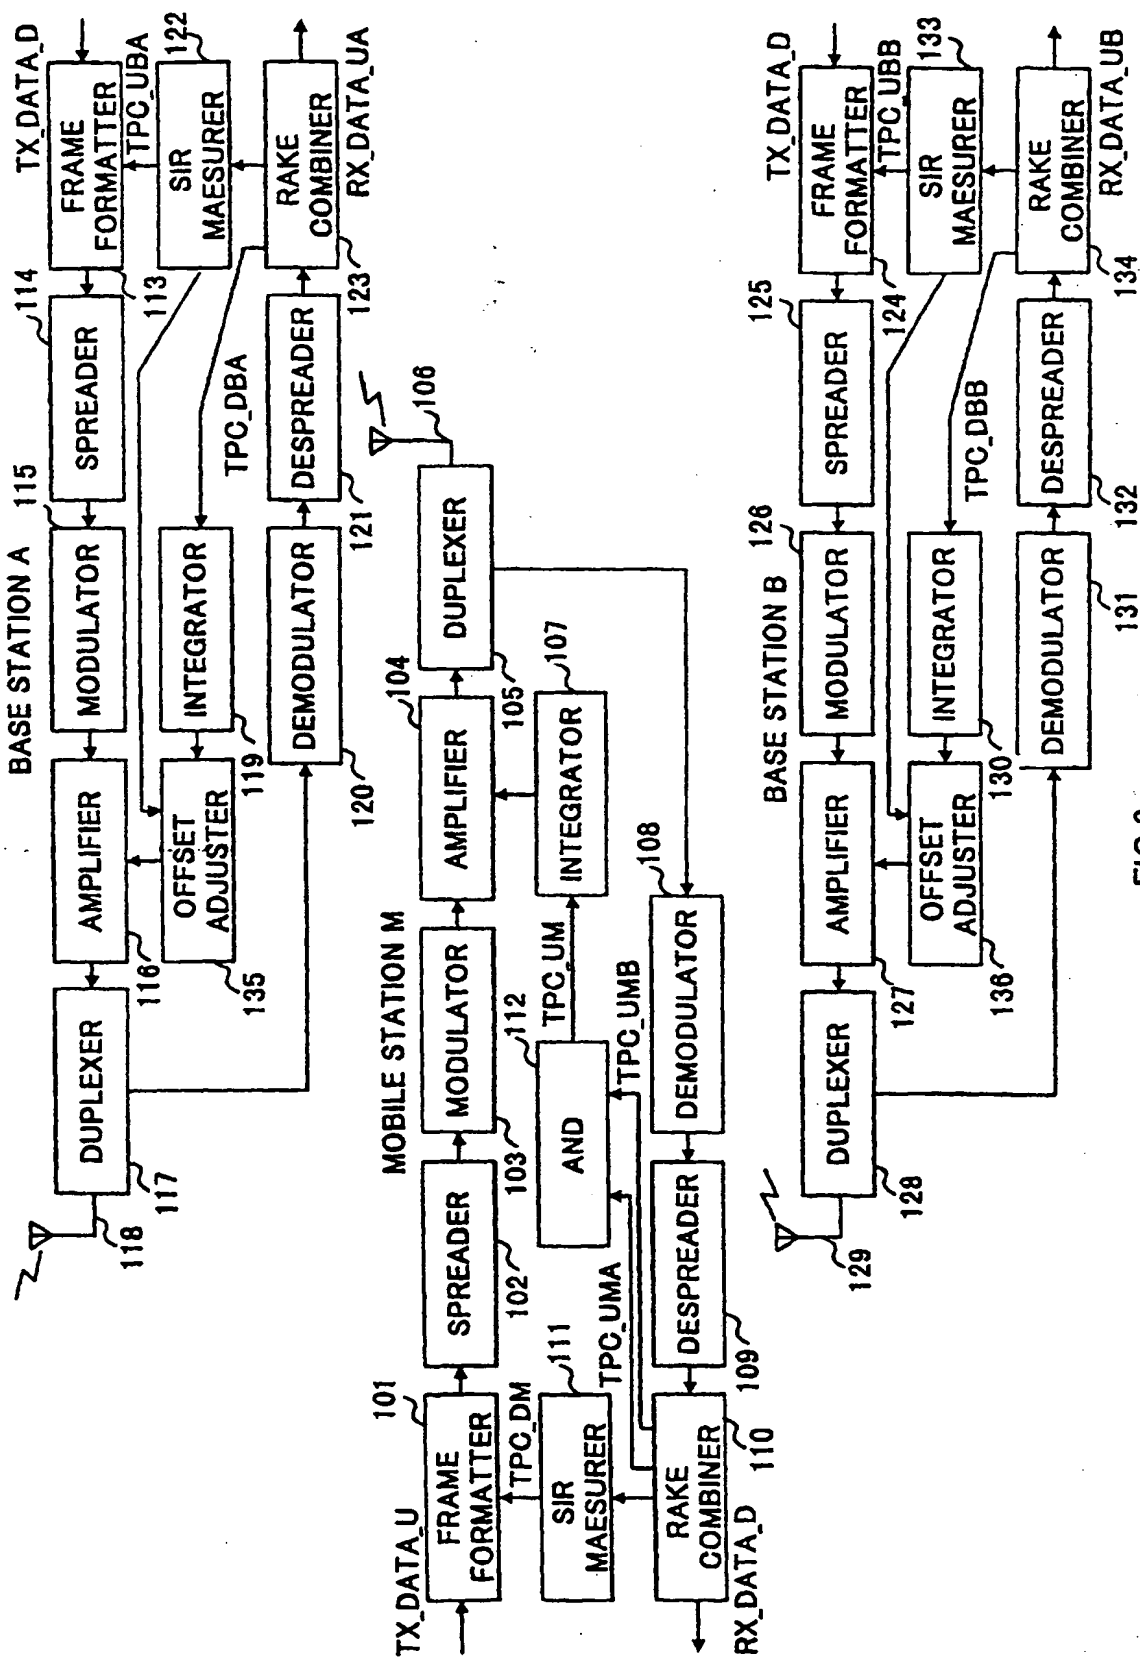 BASE STATION A
TX_DATA_D
FRAME
FORMATTER
113
TPC_UBA
SIR
MAESURER
122
RAKE
COMBINER
123
RX_DATA_UA
114
SPREADER
115
MODULATOR
AMPLIFIER
116
DUPLEXER
117
118
TPC_DBA
INTEGRATOR
119
OFFSET
ADJUSTER
135
DESPREADER
121
DEMODULATOR
120
MOBILE STATION M
TX_DATA_U
FRAME
FORMATTER
101
TPC_DM
SIR
MAESURER
111
RAKE
COMBINER
110
RX_DATA_D
SPREADER
102
MODULATOR
103
AMPLIFIER
104
DUPLEXER
105
106
INTEGRATOR
107
TPC_UM
AND
112
TPC_UMA
TPC_UMB
DEMODULATOR
108
DESPREADER
109
BASE STATION B
TX_DATA_D
FRAME
FORMATTER
124
TPC_UBB
SIR
MAESURER
133
RAKE
COMBINER
134
RX_DATA_UB
SPREADER
125
MODULATOR
126
AMPLIFIER
127
DUPLEXER
128
129
TPC_DBB
INTEGRATOR
130
OFFSET
ADJUSTER
136
DESPREADER
132
DEMODULATOR
131